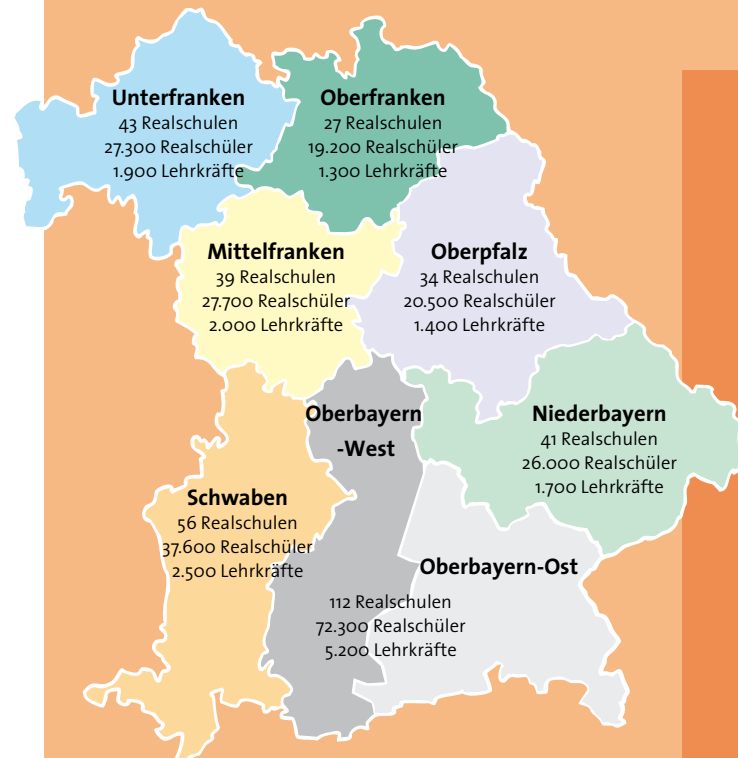 Unterfranken
43 Realschulen
27.300 Realschüler
1.900 Lehrkräfte
Oberfranken
27 Realschulen
19.200 Realschüler
1.300 Lehrkräfte
Mittelfranken
39 Realschulen
27.700 Realschüler
2.000 Lehrkräfte
Oberpfalz
34 Realschulen
20.500 Realschüler
1.400 Lehrkräfte
Oberbayern
-West
Niederbayern
41 Realschulen
26.000 Realschüler
1.700 Lehrkräfte
Schwaben
56 Realschulen
37.600 Realschüler
2.500 Lehrkräfte
Oberbayern-Ost
112 Realschulen
72.300 Realschüler
5.200 Lehrkräfte